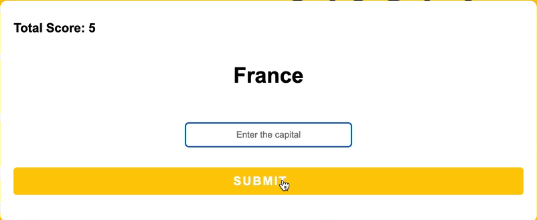 Total Score: 5
France
Enter the capital
SUBMIT